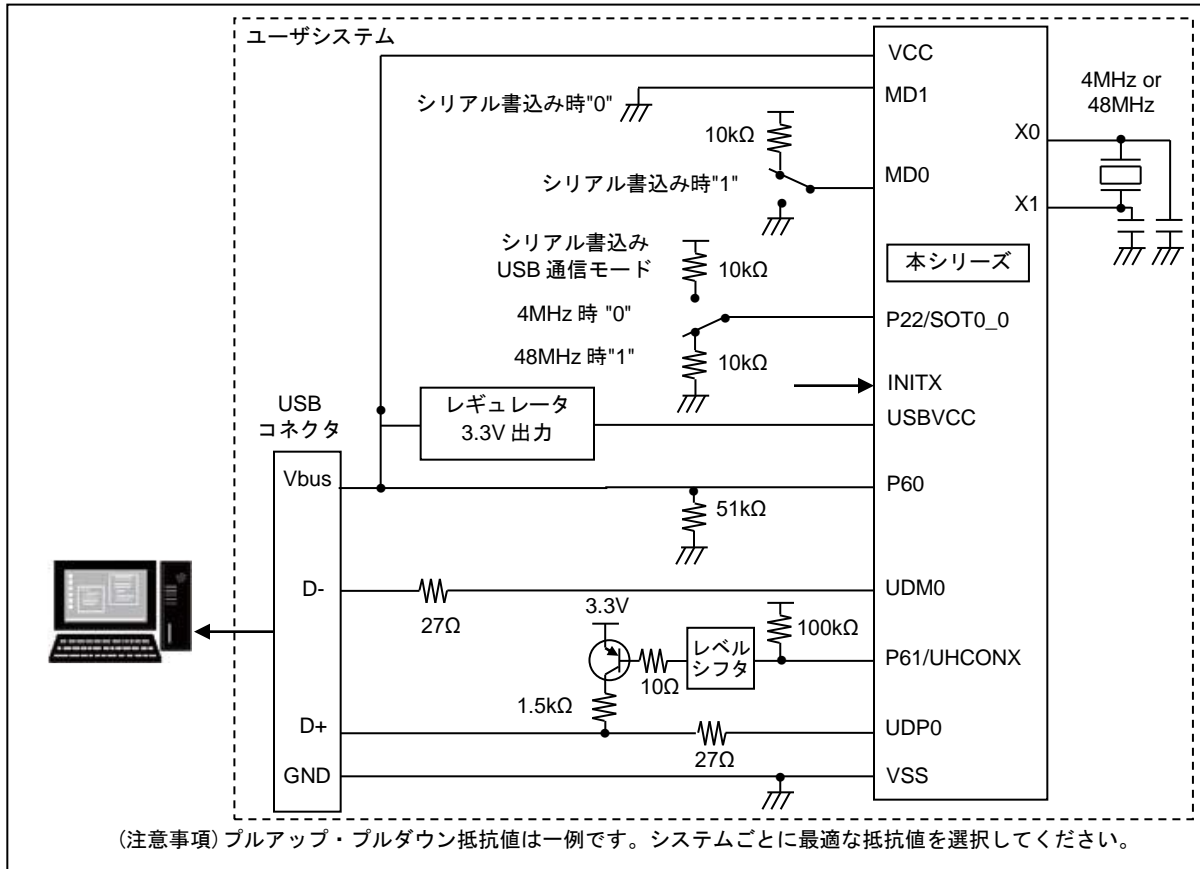 ユーザシステム
VCC
MD1
シリアル書込み時"0"
4MHz or
48MHz
10kΩ
X0
MD0
シリアル書込み時"1"
X1
シリアル書込み
USB 通信モード
10kΩ
本シリーズ
4MHz 時 "0"
P22/SOT0_0
48MHz 時"1"
10kΩ
INITX
USB
コネクタ
レギュレータ
3.3V 出力
USBVCC
Vbus
P60
51kΩ
D-
UDM0
27Ω
3.3V
100kΩ
レベル
シフタ
P61/UHCONX
10Ω
1.5kΩ
D+
UDP0
27Ω
GND
VSS
(注意事項) プルアップ・プルダウン抵抗値は一例です。システムごとに最適な抵抗値を選択してください。